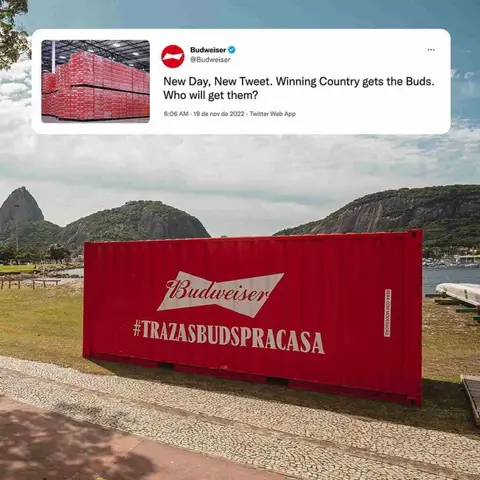 Budweiser
@Budweiser
New Day, New Tweet. Winning Country gets the Buds.
Who will get them?
6:06 AM · 19 de nov de 2022 · Twitter Web App
Budweiser
#TRAZASBUDSPRACASA